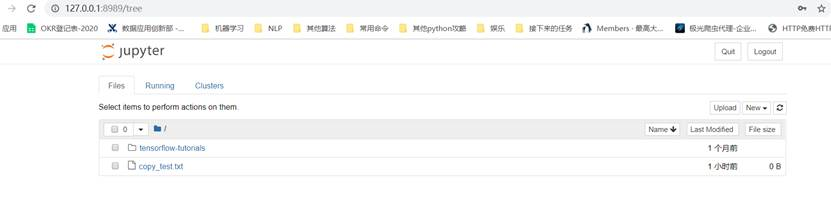 127.0.0.1:8989/tree
应用 OKR登记表-2020 数据应用创新部 -... 机器学习 NLP 其他算法 常用命令 其他python攻略 娱乐 接下来的任务 Members · 最高大... 极光爬虫代理-企业... HTTP免费HTTP
jupyter Quit Logout
Files Running Clusters
Select items to perform actions on them. Upload New
0 / Name Last Modified File size
tensorflow-tutorials 1 个月前
copy_test.txt 1 小时前 0 B